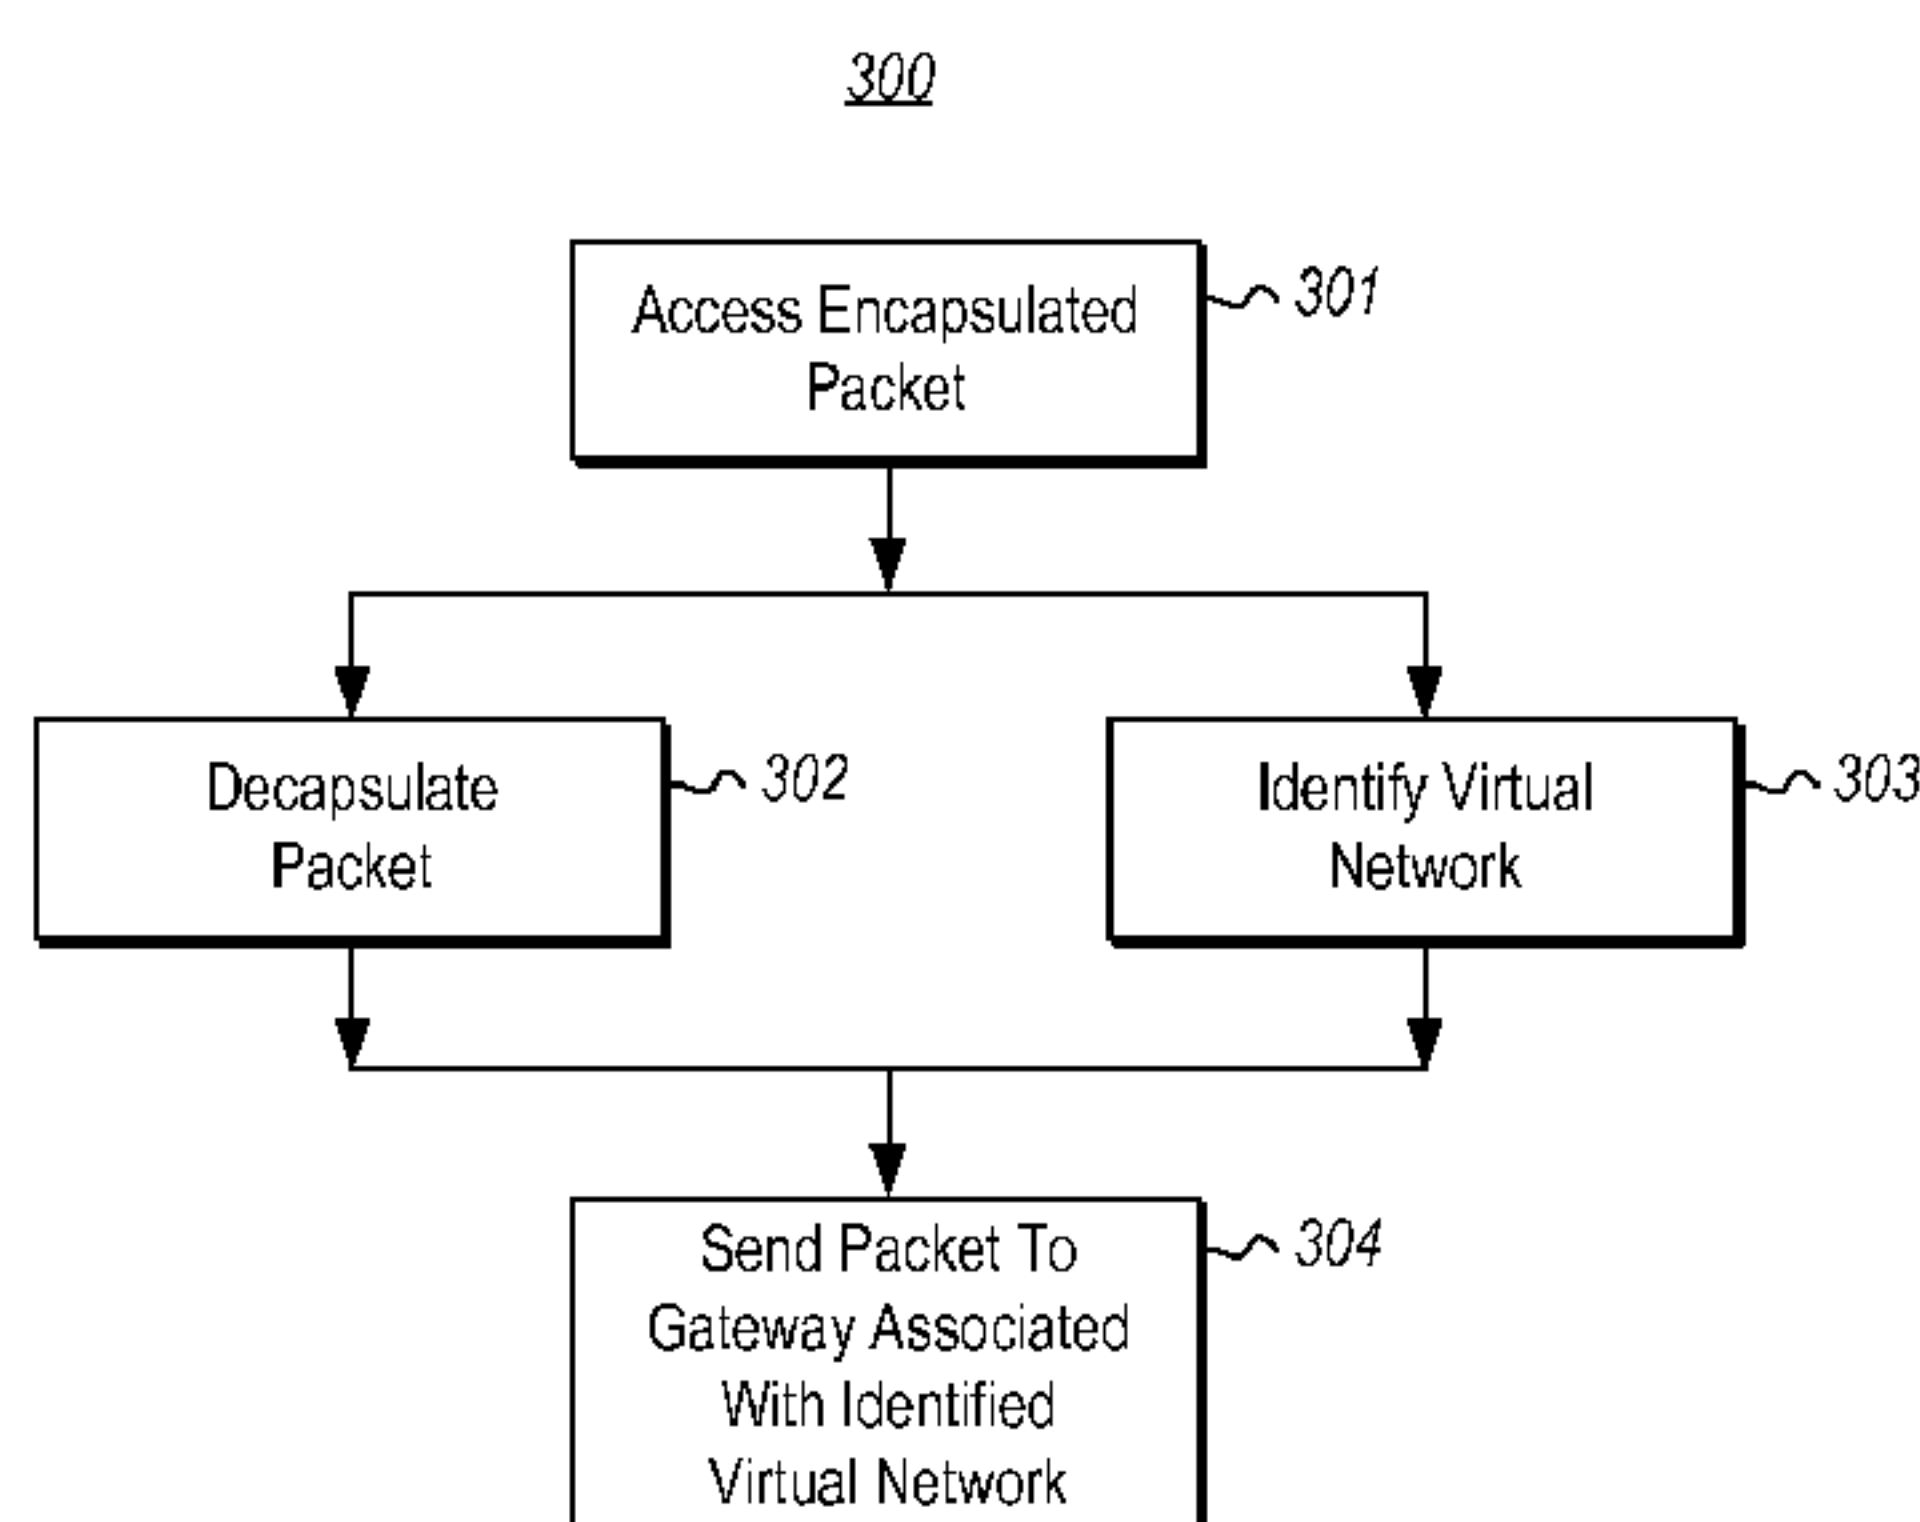 300
Access Encapsulated
Packet
301
Decapsulate
Packet
302
Identify Virtual
Network
303
Send Packet To
Gateway Associated
With Identified
Virtual Network
304